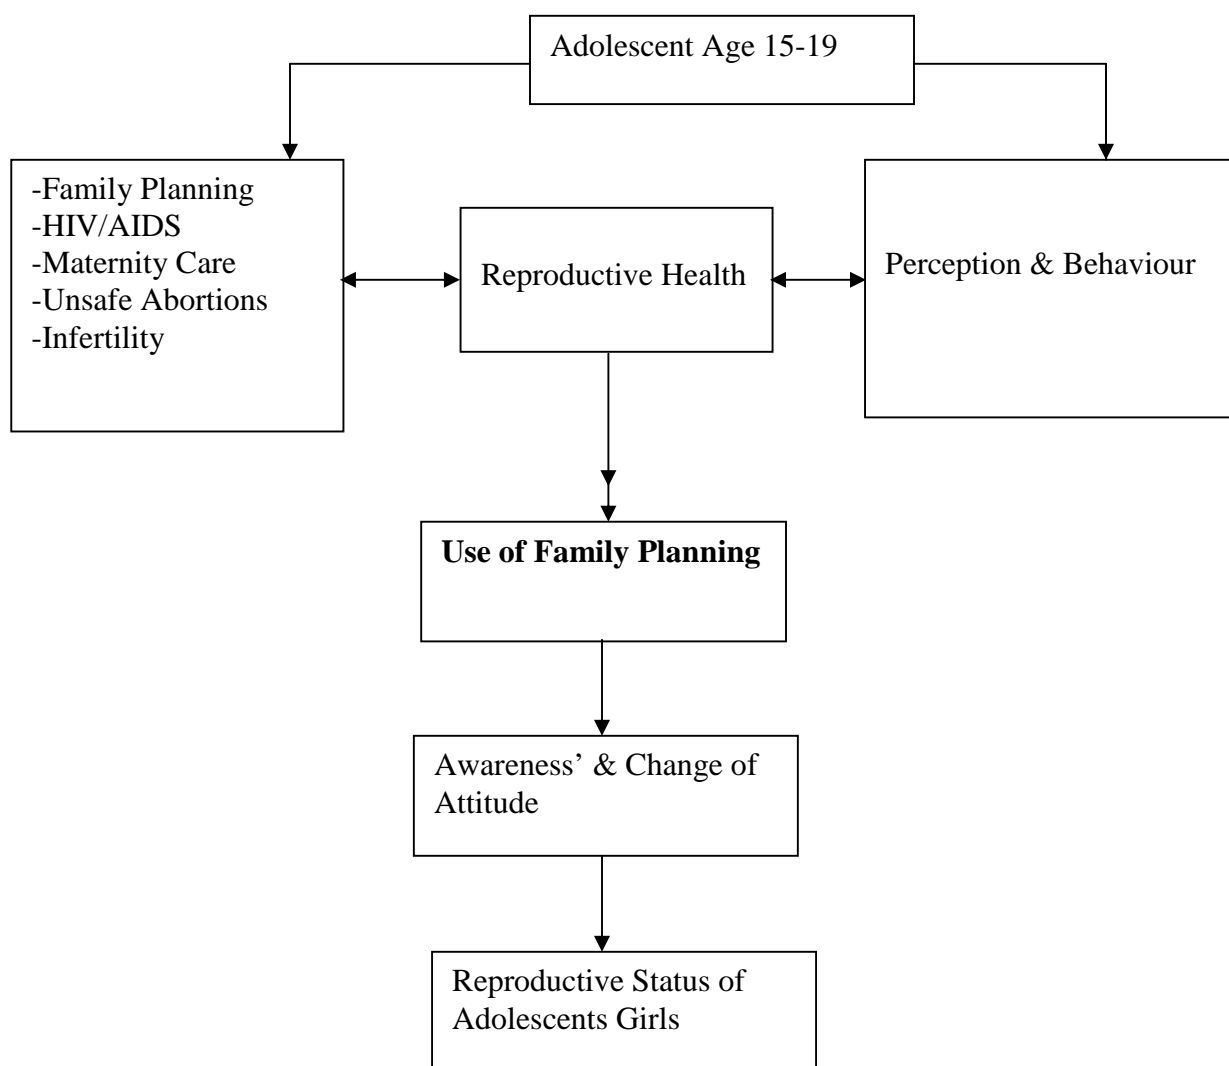 Adolescent Age 15-19
-Family Planning
-HIV/AIDS
-Maternity Care
-Unsafe Abortions
-Infertility
Reproductive Health
Perception & Behaviour
Use of Family Planning
Awareness’ & Change of
Attitude
Reproductive Status of
Adolescents Girls